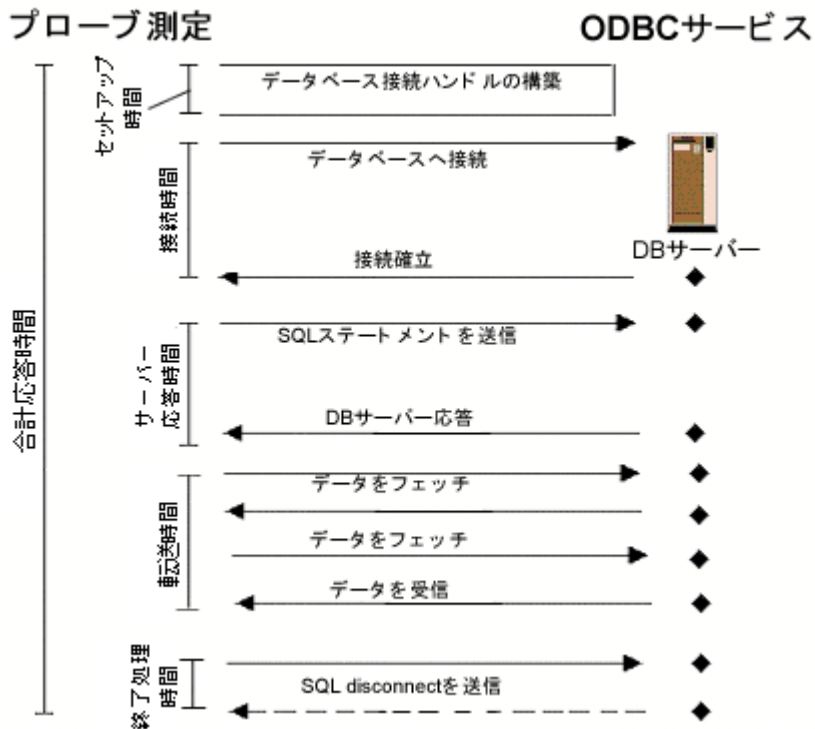 プローブ測定
ODBCサービス
セットアップ
時間
データベース接続ハンドルの構築
データベースへ接続
接続時間
DBサーバー
接続確立
合計応答時間
サーバー
応答時間
SQLステートメントを送信
DBサーバー応答
転送時間
データをフェッチ
データをフェッチ
データを受信
終了処理
時間
SQL disconnectを送信